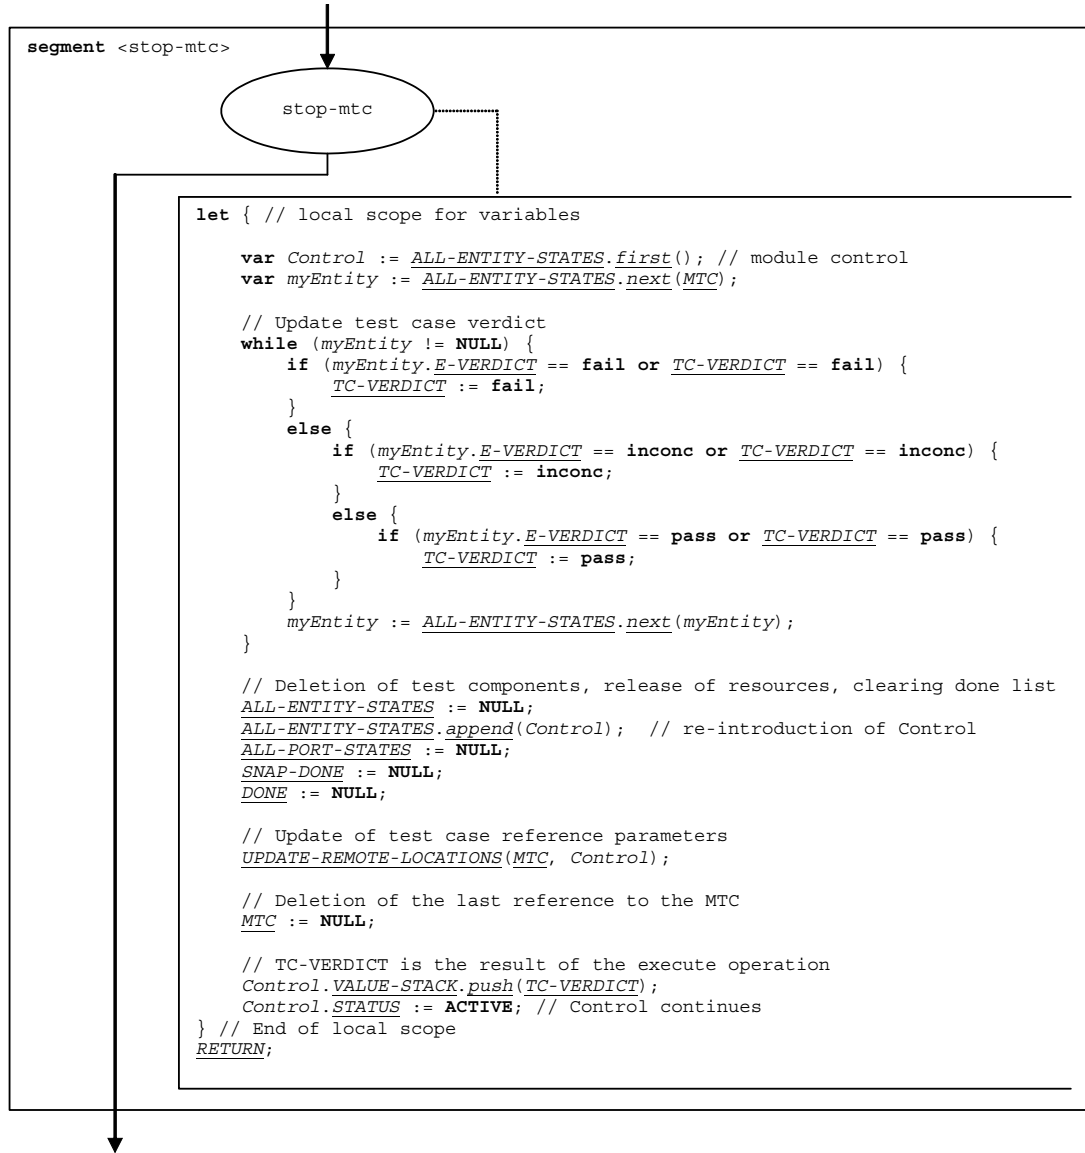 segment <stop-mtc>
stop-mtc
let { // local scope for variables
var Control := ALL-ENTITY-STATES.first(); // module control
var myEntity := ALL-ENTITY-STATES.next(MTC);
// Update test case verdict
while (myEntity != NULL) {
if (myEntity.E-VERDICT == fail or TC-VERDICT == fail) {
TC-VERDICT := fail;
}
else {
if (myEntity.E-VERDICT == inconc or TC-VERDICT == inconc) {
TC-VERDICT := inconc;
}
else {
if (myEntity.E-VERDICT == pass or TC-VERDICT == pass) {
TC-VERDICT := pass;
}
}
myEntity := ALL-ENTITY-STATES.next(myEntity);
}
// Deletion of test components, release of resources, clearing done list
ALL-ENTITY-STATES := NULL;
ALL-ENTITY-STATES.append(Control); // re-introduction of Control
ALL-PORT-STATES := NULL;
SNAP-DONE := NULL;
DONE := NULL;
// Update of test case reference parameters
UPDATE-REMOTE-LOCATIONS(MTC, Control);
// Deletion of the last reference to the MTC
MTC := NULL;
// TC-VERDICT is the result of the execute operation
Control.VALUE-STACK.push(TC-VERDICT);
Control.STATUS := ACTIVE; // Control continues
} // End of local scope
RETURN;